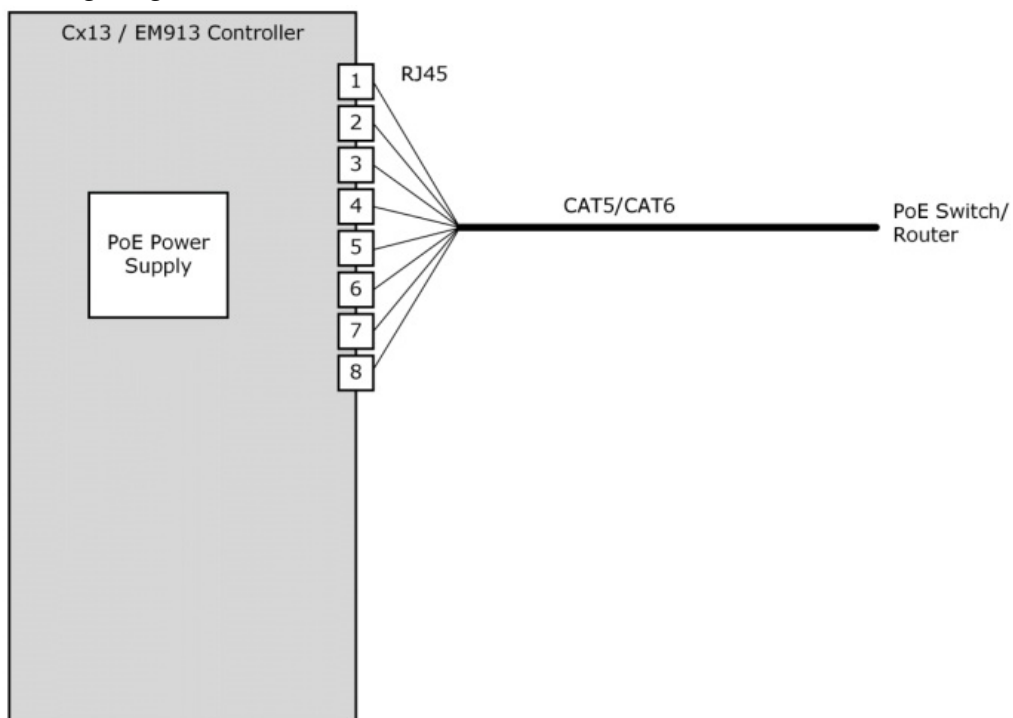 Cx13 / EM913 Controller
RJ45
1
2
3
4
5
6
7
8
CAT5/CAT6
PoE Switch/
Router
PoE Power
Supply